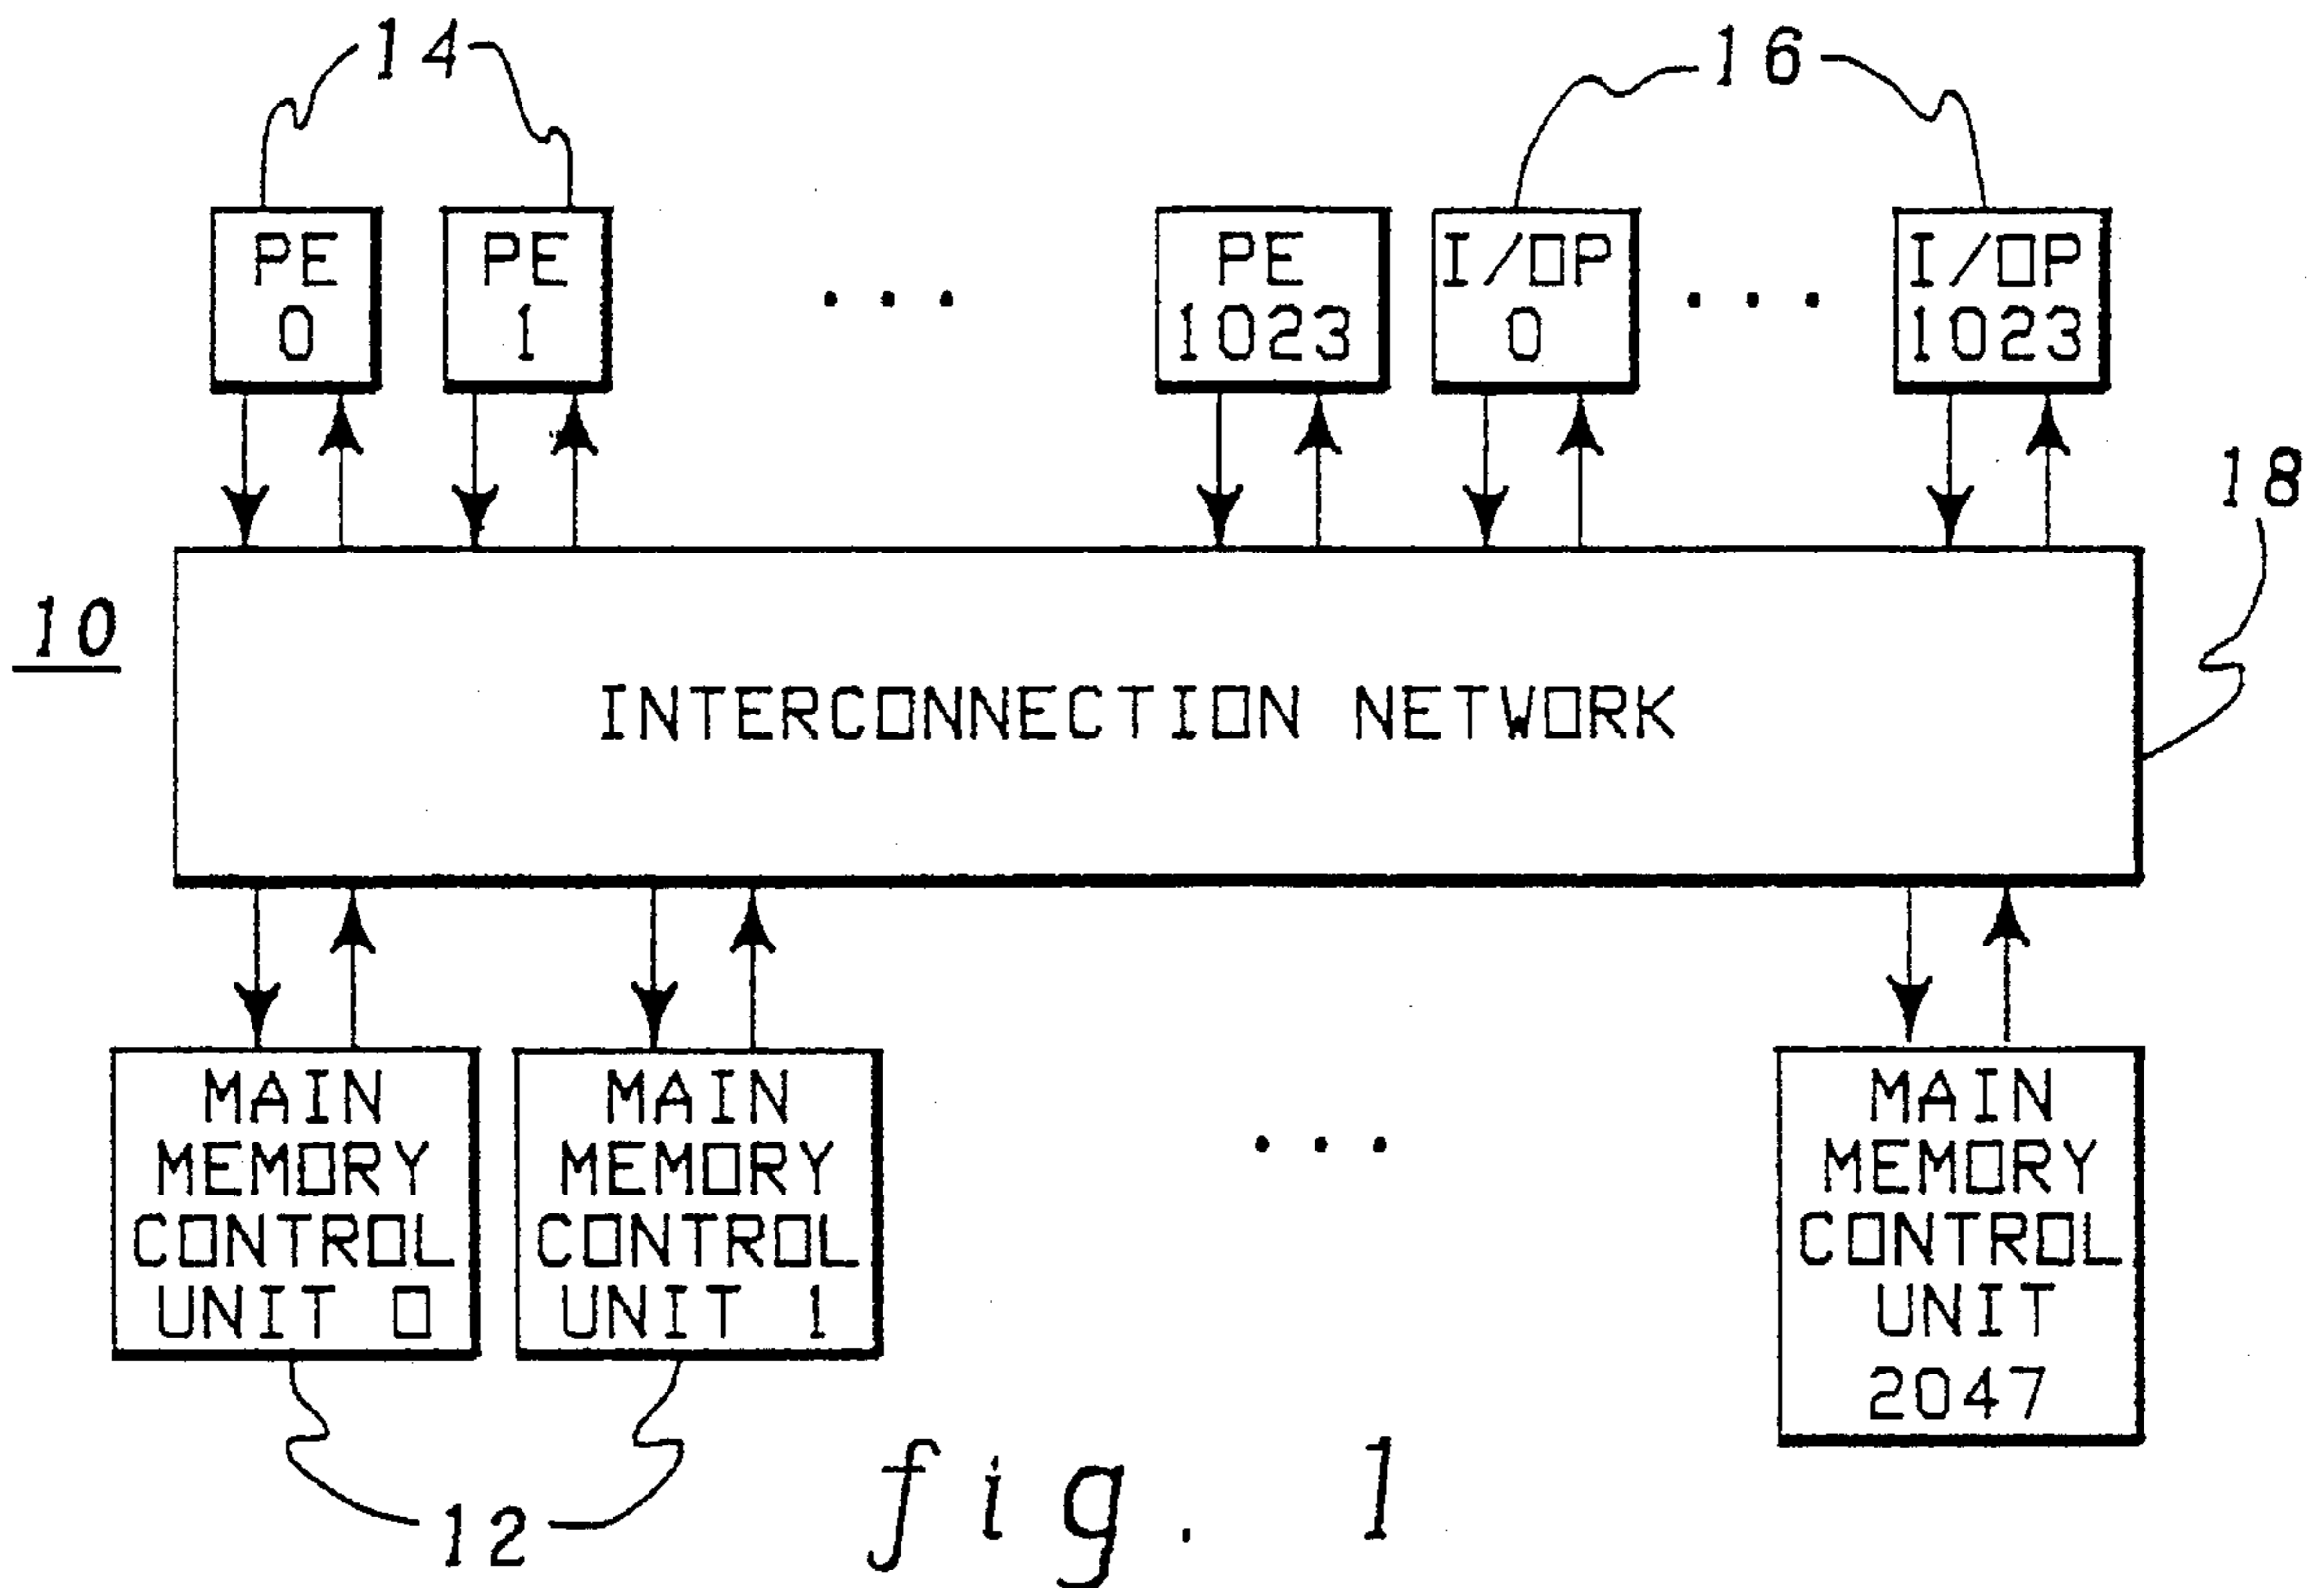 14
16
PE
0
PE
1
PE
1023
I/OP
0
I/OP
1023
18
10
INTERCONNECTION NETWORK
MAIN
MEMORY
CONTROL
UNIT 0
MAIN
MEMORY
CONTROL
UNIT 1
MAIN
MEMORY
CONTROL
UNIT
2047
12
fig. 1